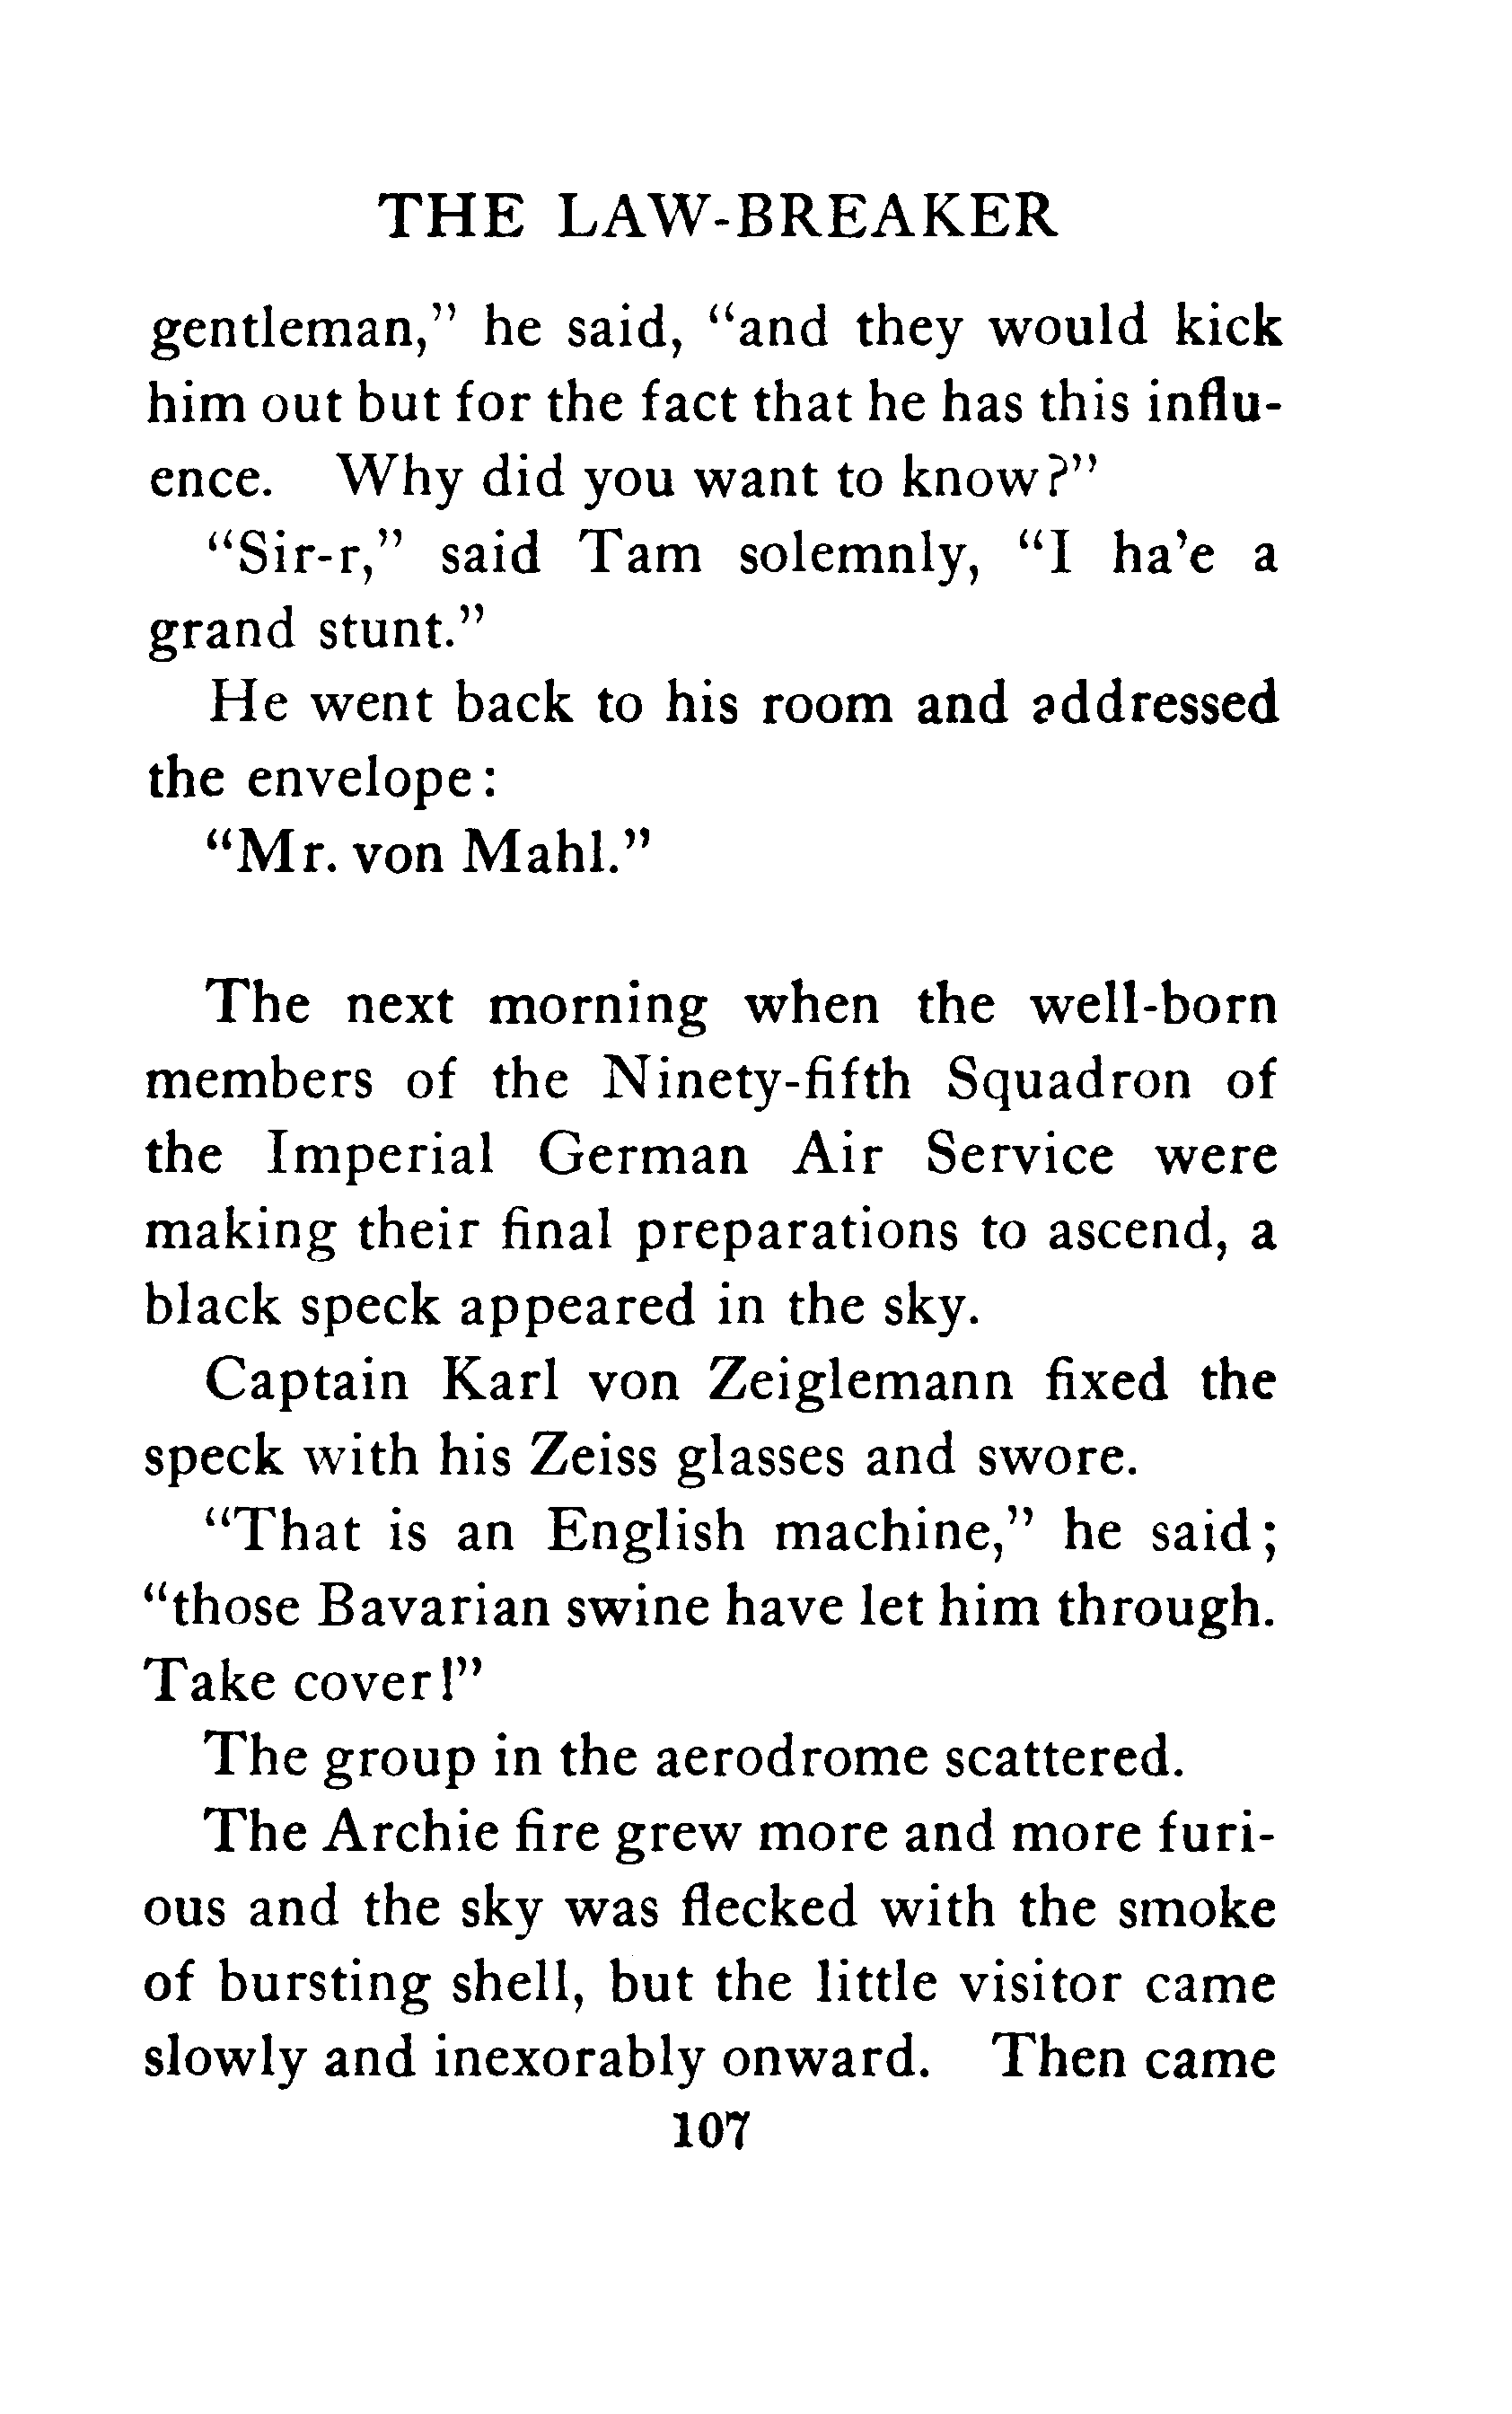 THE LAW-BREAKER
gentleman," he said, "and they would kick
him out but for the fact that he has this influ-
ence. Why did you want to know?"
"Sir-r," said Tam solemnly, "I ha'e a
grand stunt."
He went back to his room and addressed
the envelope:
"Mr. von Mahl."
The next morning when the well-born
members of the Ninety-fifth Squadron of
the Imperial German Air Service were
making their final preparations to ascend, a
black speck appeared in the sky.
Captain Karl von Zeiglemann fixed the
speck with his Zeiss glasses and swore.
"That is an English machine," he said;
"those Bavarian swine have let him through.
Take cover!"
The group in the aerodrome scattered.
The Archie fire grew more and more furi-
ous and the sky was flecked with the smoke
of bursting shell, but the little visitor came
slowly and inexorably onward. Then came
107